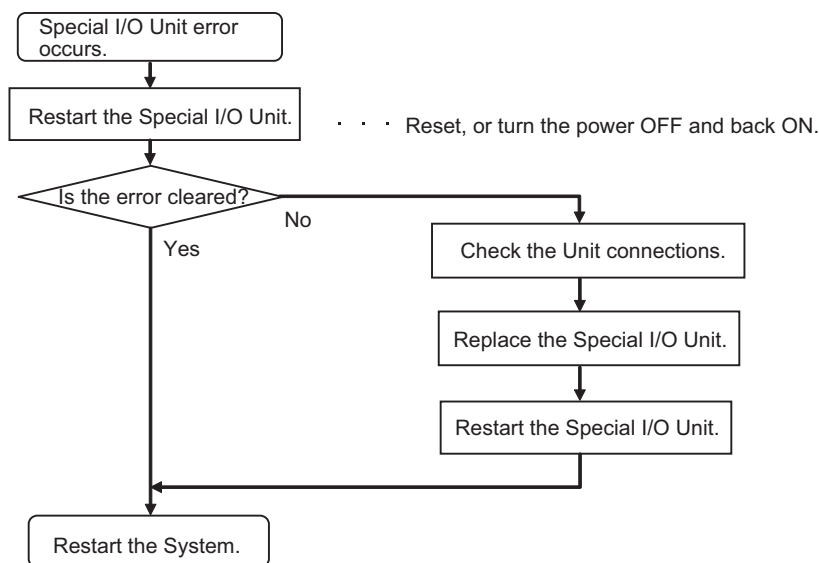 Special I/O Unit error
occurs.
Restart the Special I/O Unit.
· · · Reset, or turn the power OFF and back ON.
Is the error cleared?
No
Yes
Check the Unit connections.
Replace the Special I/O Unit.
Restart the Special I/O Unit.
Restart the System.